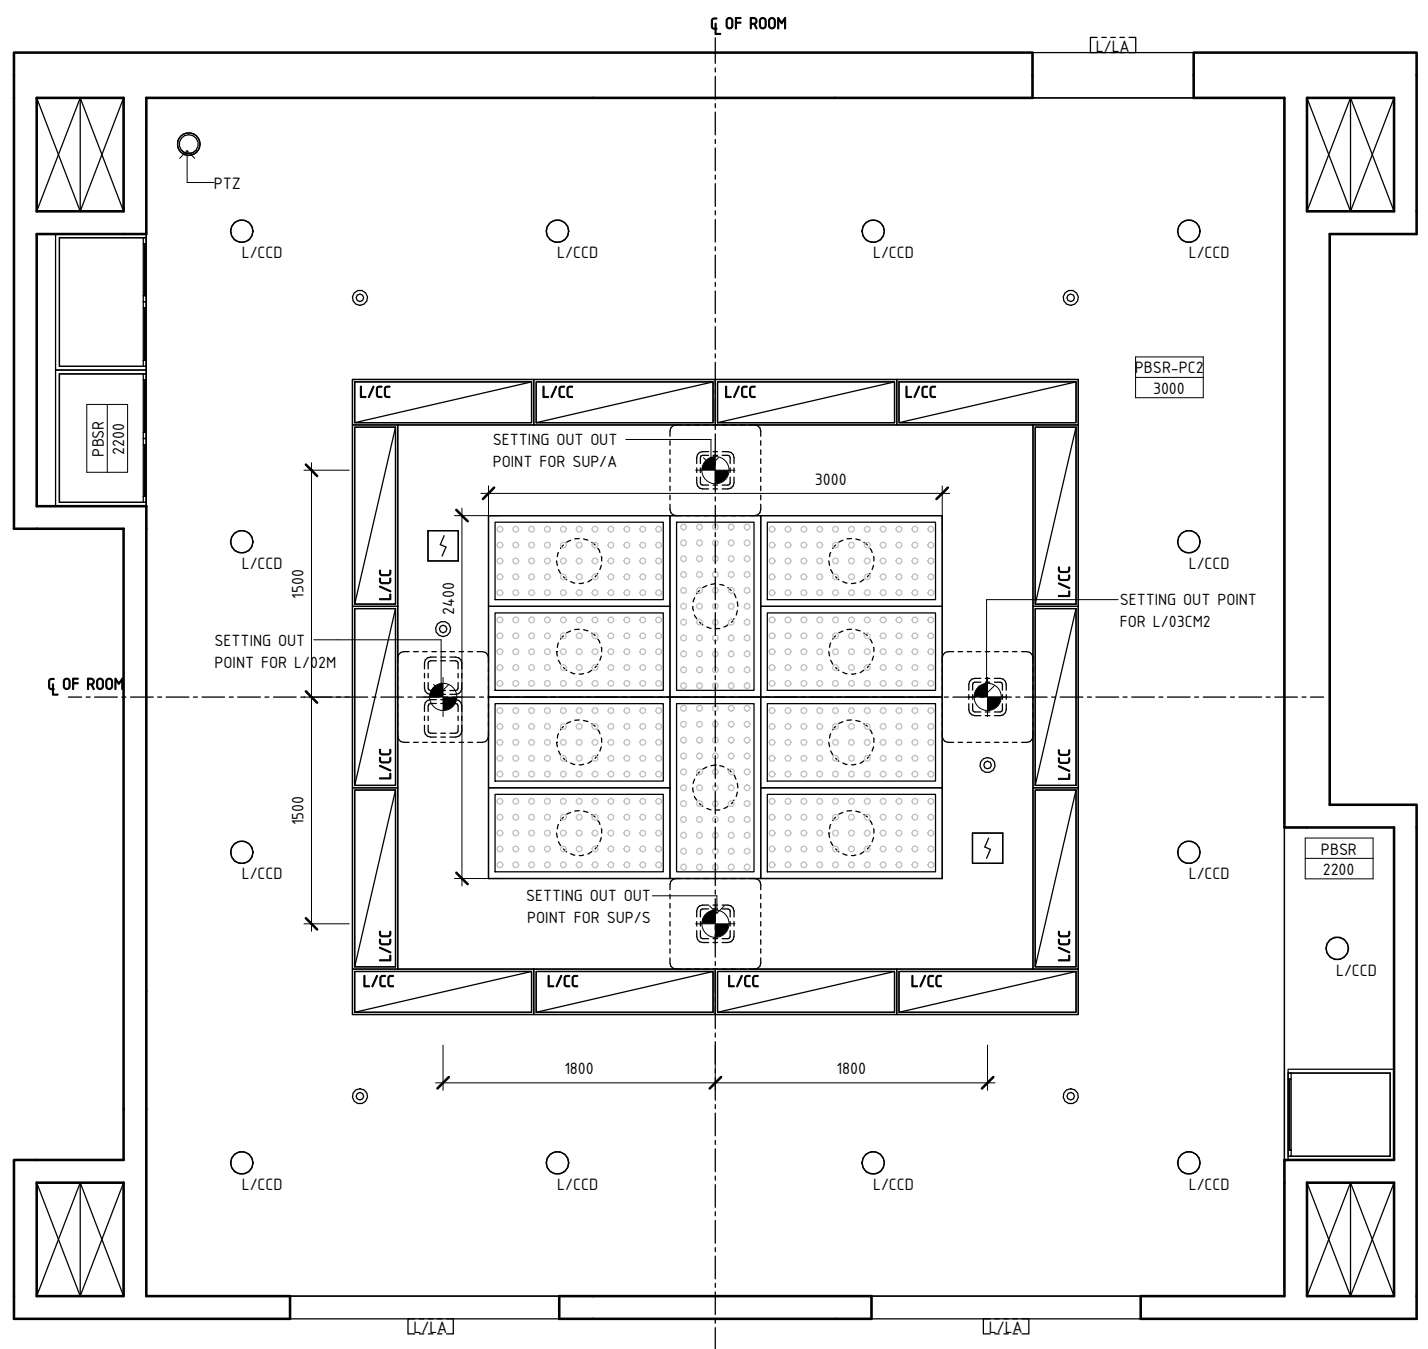 ℄ OF ROOM
L/LA
PTZ
L/CCD
L/CCD
L/CCD
L/CCD
PBSR-PC2
3000
L/CC
L/CC
L/CC
L/CC
PBSR
2200
SETTING OUT OUT
POINT FOR SUP/A
3000
L/CCD
L/CCD
1500
L/CC
2400
L/CC
SETTING OUT POINT
FOR L/03CM2
SETTING OUT
POINT FOR L/02M
℄ OF ROOM
L/CC
L/CC
1500
L/CCD
L/CCD
PBSR
2200
SETTING OUT OUT
POINT FOR SUP/S
L/CC
L/CC
L/CCD
L/CC
L/CC
L/CC
L/CC
1800
1800
L/CCD
L/CCD
L/CCD
L/CCD
L/LA
L/LA